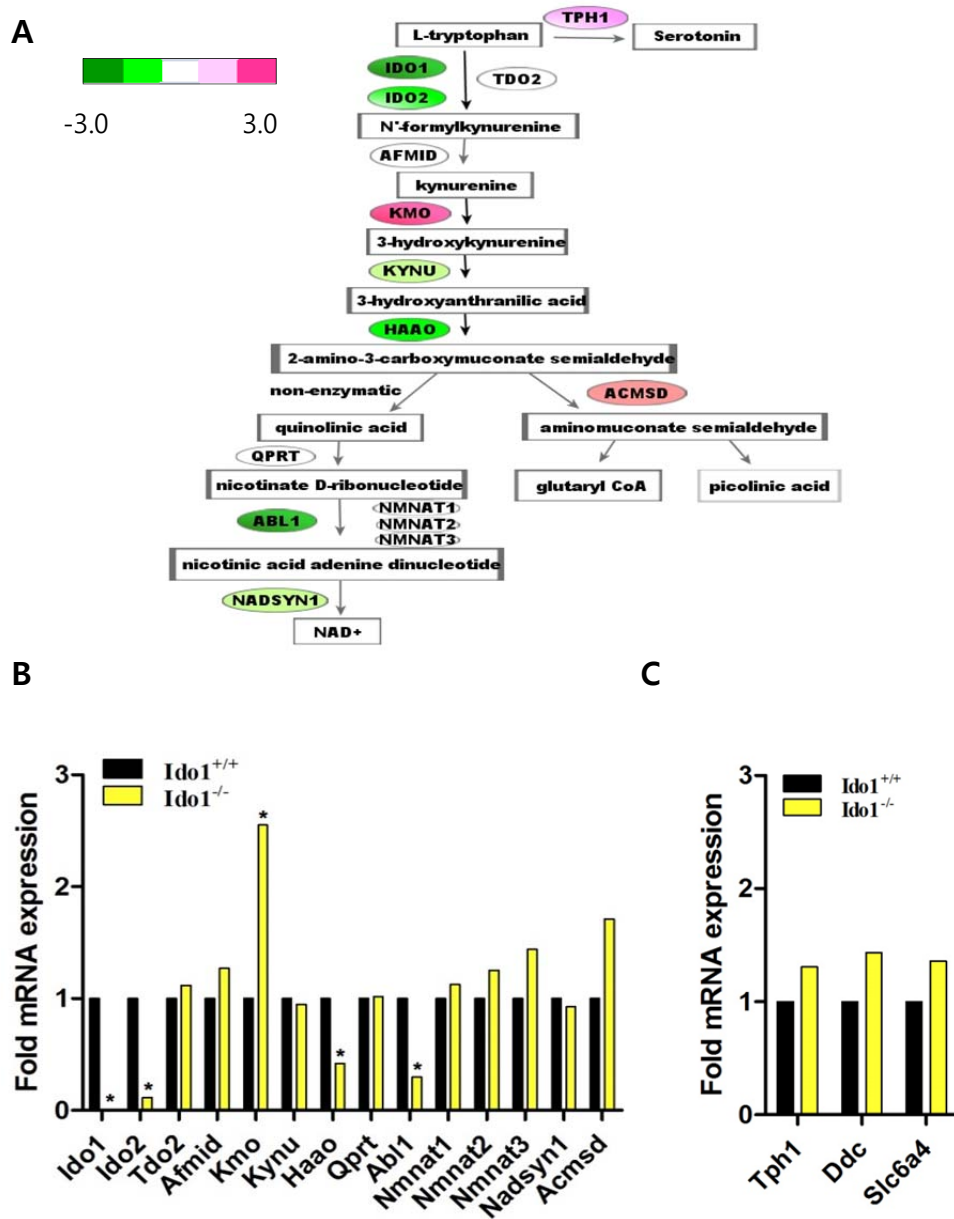 A
-3.0 3.0
TPH1
L-tryptophan Serotonin
IDO1
TDO2
IDO2
N'-formylkynurenine
AFMID
kynurenine
KMO
3-hydroxykynurenine
KYNU
3-hydroxyanthranilic acid
HAAO
2-amino-3-carboxymuconate semialdehyde
non-enzymatic
ACMSD
quinolinic acid aminomuconate semialdehyde
QPRT
nicotinate D-ribonucleotide glutaryl CoA picolinic acid
NMNAT1
ABL1 NMNAT2
NMNAT3
nicotinic acid adenine dinucleotide
NADSYN1
NAD+
B
Fold mRNA expression
3
2
1
0
Ido1+/+
Ido1-/-
*
*
*
*
*
Ido1
Ido2
Tdo2
Afmid
Kmo
Kynu
Haao
Qprt
Abl1
Nmnat1
Nmnat2
Nmnat3
Nadsyn1
Acmsd
C
Fold mRNA expression
3
2
1
0
Ido1+/+
Ido1-/-
Tph1
Ddc
Slc6a4